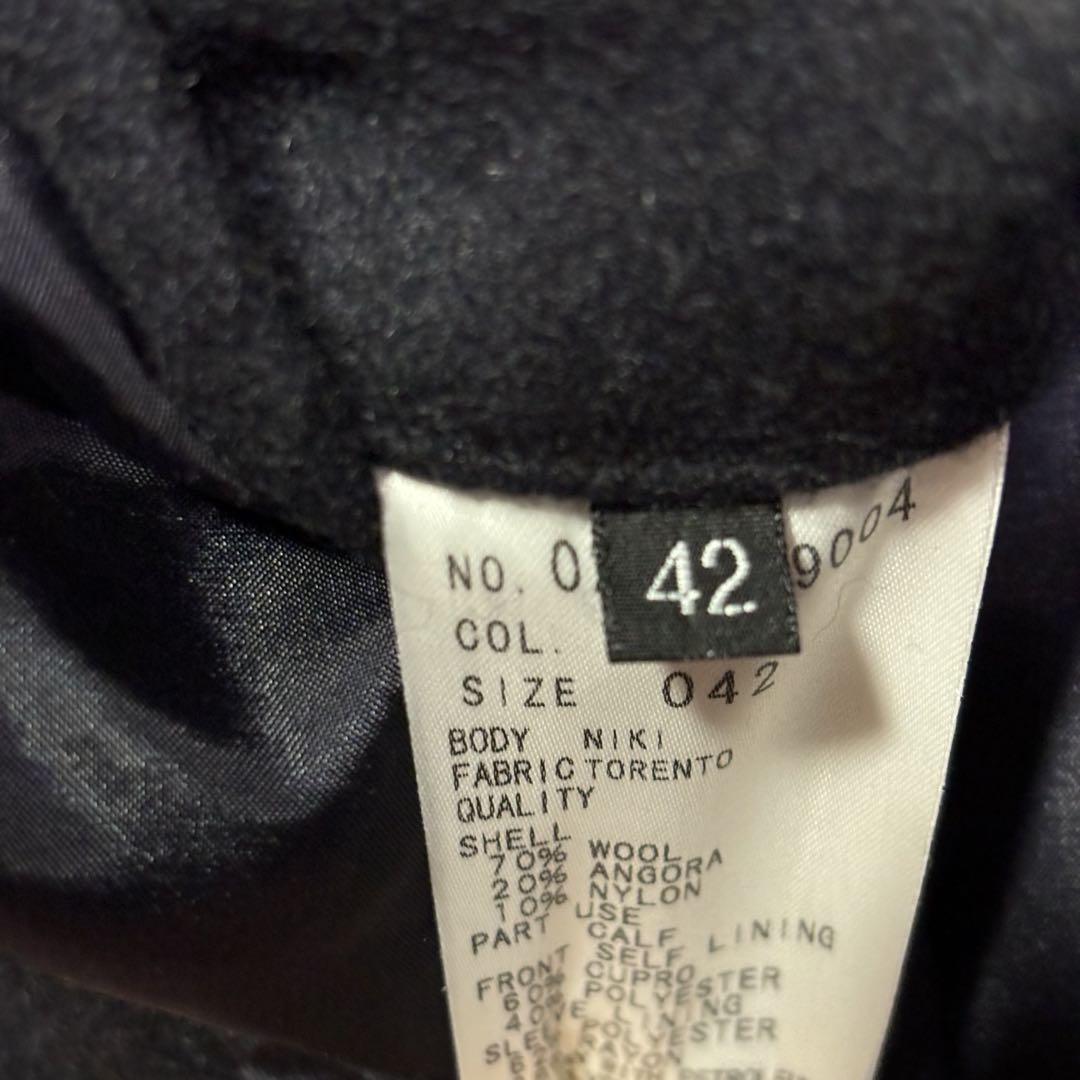 NO. 0 9004
42
COL.
SIZE 042
BODY NIKI
FABRIC TORENTO
QUALITY
SHELL
70% WOOL
20% ANGORA
10% NYLON
PART USE
CALF LINING
FRONT SELF
60% CUPRO
POLYESTER
LINING
POLYESTER